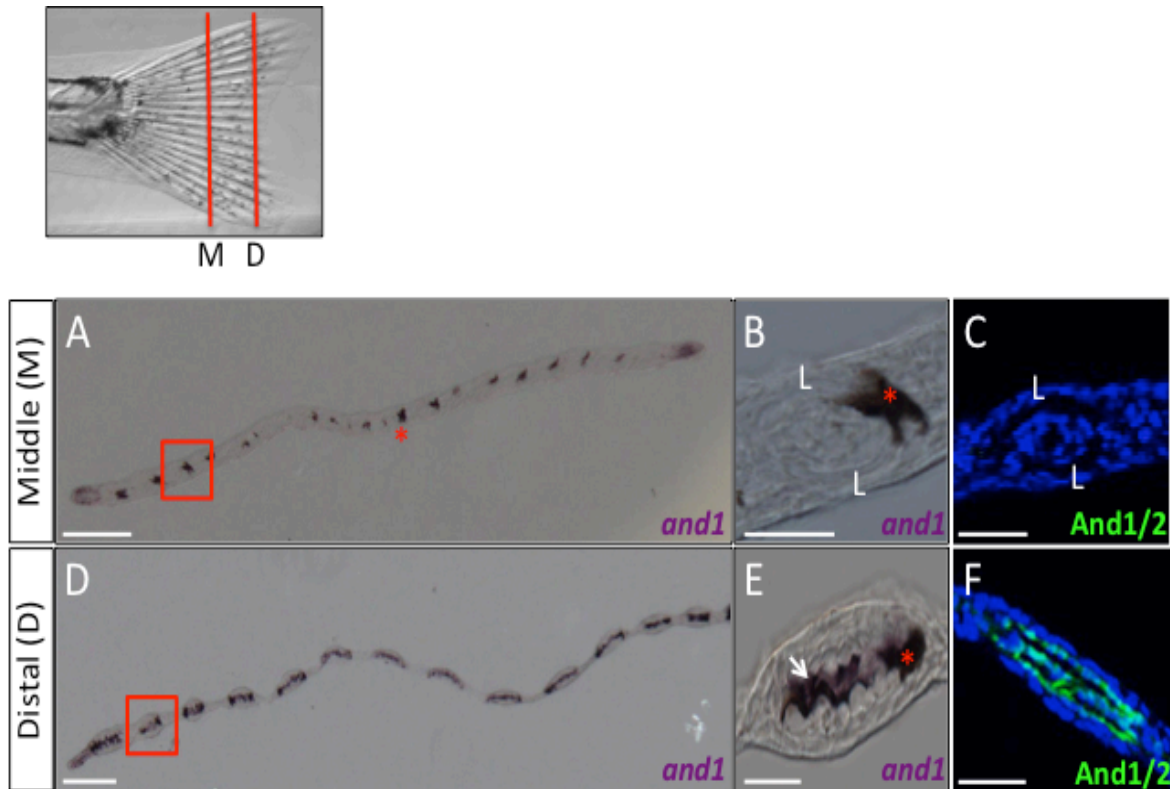 M D
Middle (M)
A
*
and1
B
L
*
L
and1
C
L
L
And1/2
Distal (D)
D
and1
E
*
and1
F
And1/2